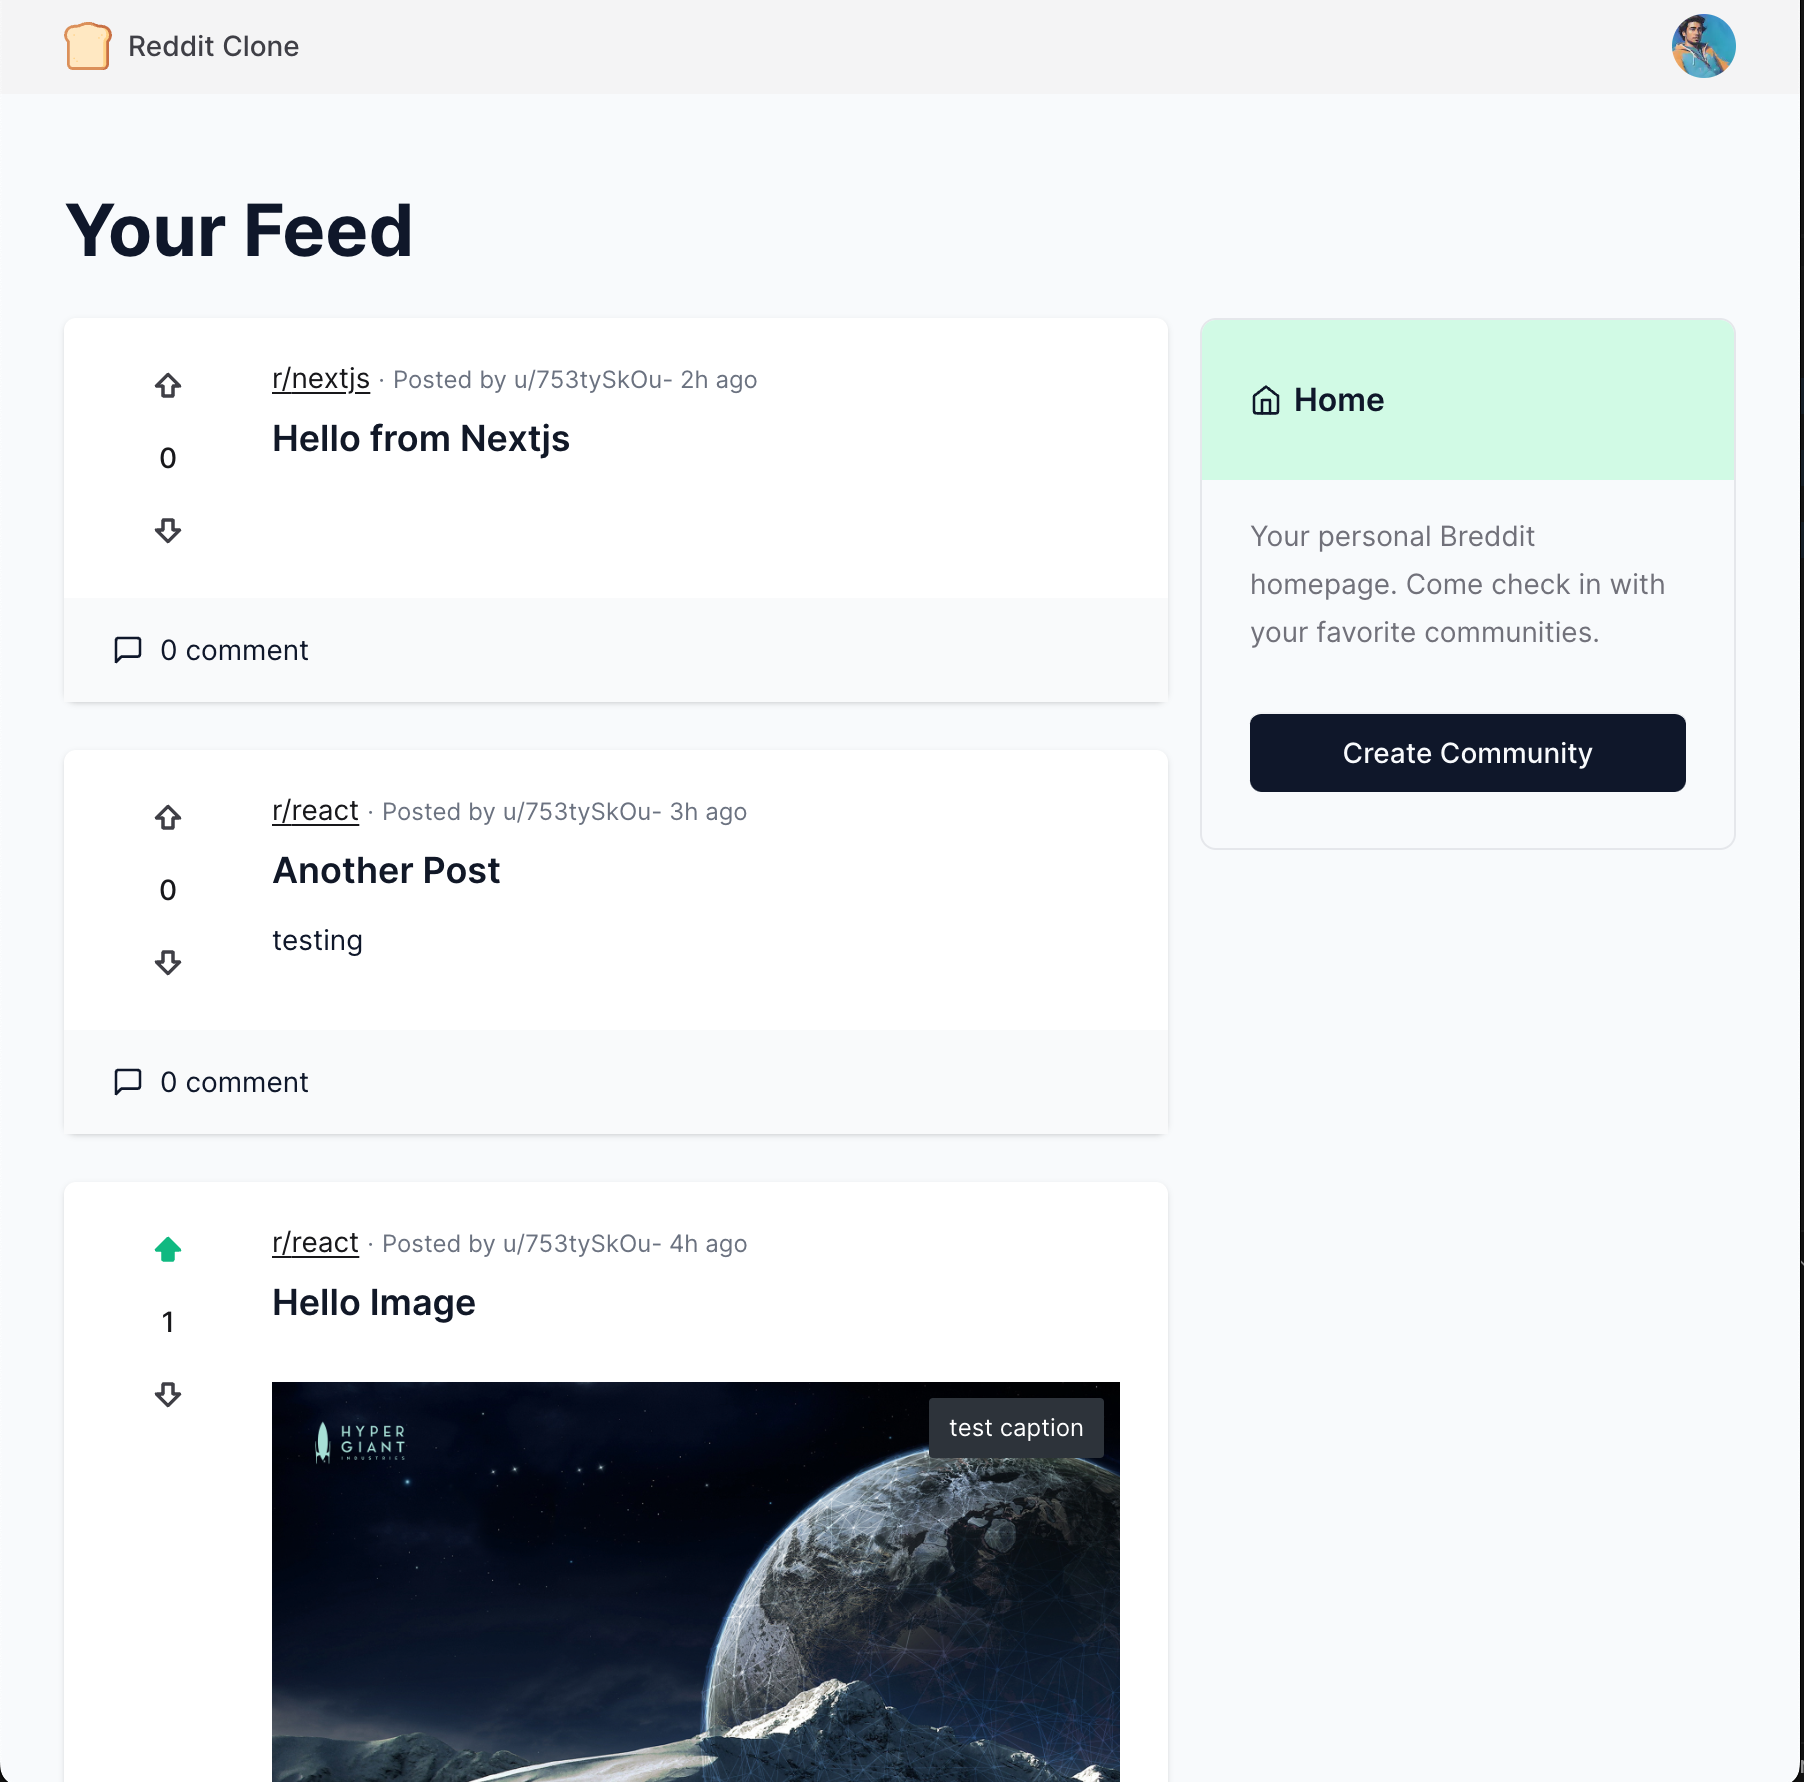 Reddit Clone
Your Feed
r/nextjs · Posted by u/753tySkOu- 2h ago
Hello from Nextjs
0
0 comment
r/react · Posted by u/753tySkOu- 3h ago
Another Post
0
testing
0 comment
r/react · Posted by u/753tySkOu- 4h ago
Hello Image
1
test caption
HYPER
GIANT
INDUSTRIES
Home
Your personal Breddit
homepage. Come check in with
your favorite communities.
Create Community